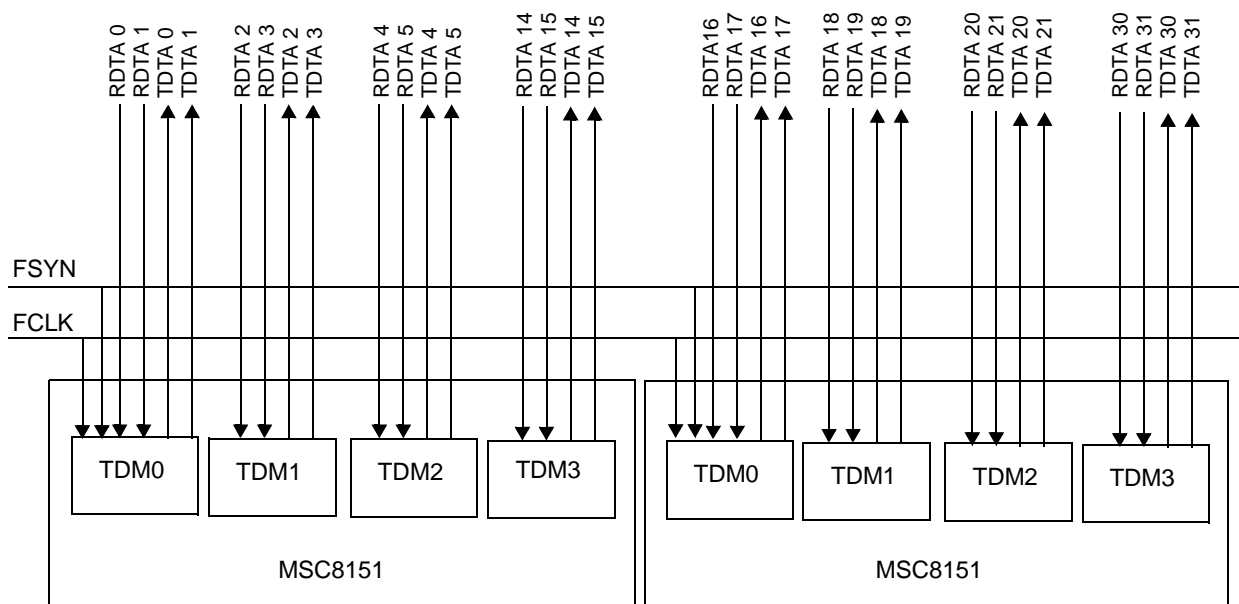 RDTA 0
RDTA 1
TDTA 0
TDTA 1
RDTA 2
RDTA 3
TDTA 2
TDTA 3
RDTA 4
RDTA 5
TDTA 4
TDTA 5
RDTA 14
RDTA 15
TDTA 14
TDTA 15
RDTA16
RDTA 17
TDTA 16
TDTA 17
RDTA 18
RDTA 19
TDTA 18
TDTA 19
RDTA 20
RDTA 21
TDTA 20
TDTA 21
RDTA 30
RDTA 31
TDTA 30
TDTA 31
FSYN
FCLK
TDM0
TDM1
TDM2
TDM3
TDM0
TDM1
TDM2
TDM3
MSC8151
MSC8151